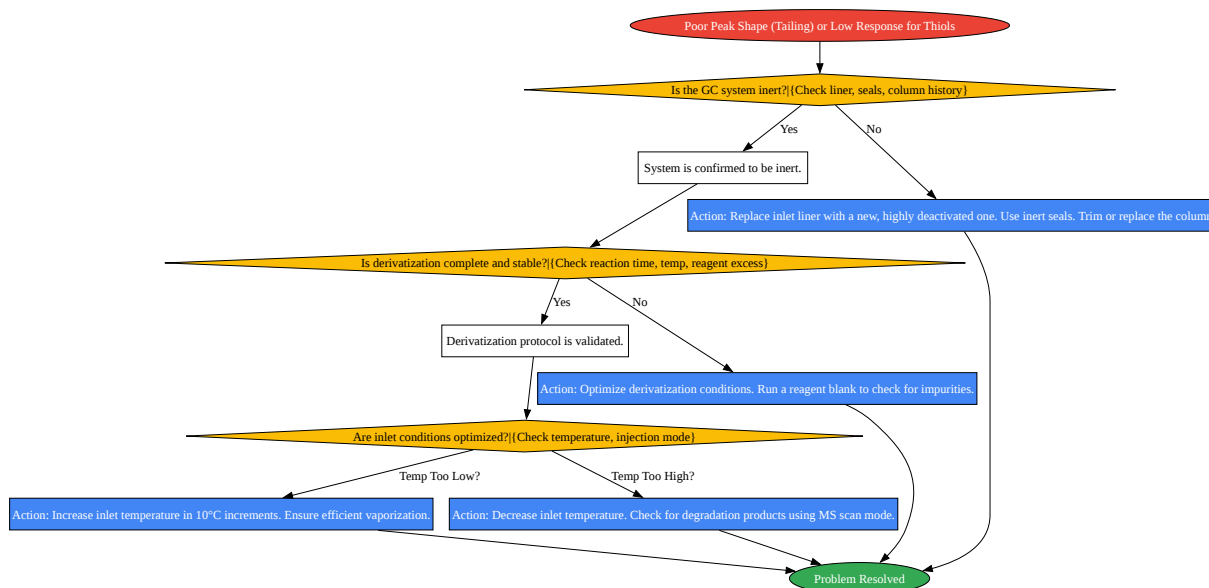 Poor Peak Shape (Tailing) or Low Response for Thiols
Is the GC system inert?|{Check liner, seals, column history}
Yes
No
System is confirmed to be inert.
Action: Replace inlet liner with a new, highly deactivated one. Use inert seals. Trim or replace the column
Is derivatization complete and stable?|{Check reaction time, temp, reagent excess}
Yes
No
Derivatization protocol is validated.
Action: Optimize derivatization conditions. Run a reagent blank to check for impurities.
Are inlet conditions optimized?|{Check temperature, injection mode}
Temp Too Low?
Temp Too High?
Action: Increase inlet temperature in 10°C increments. Ensure efficient vaporization.
Action: Decrease inlet temperature. Check for degradation products using MS scan mode.
Problem Resolved